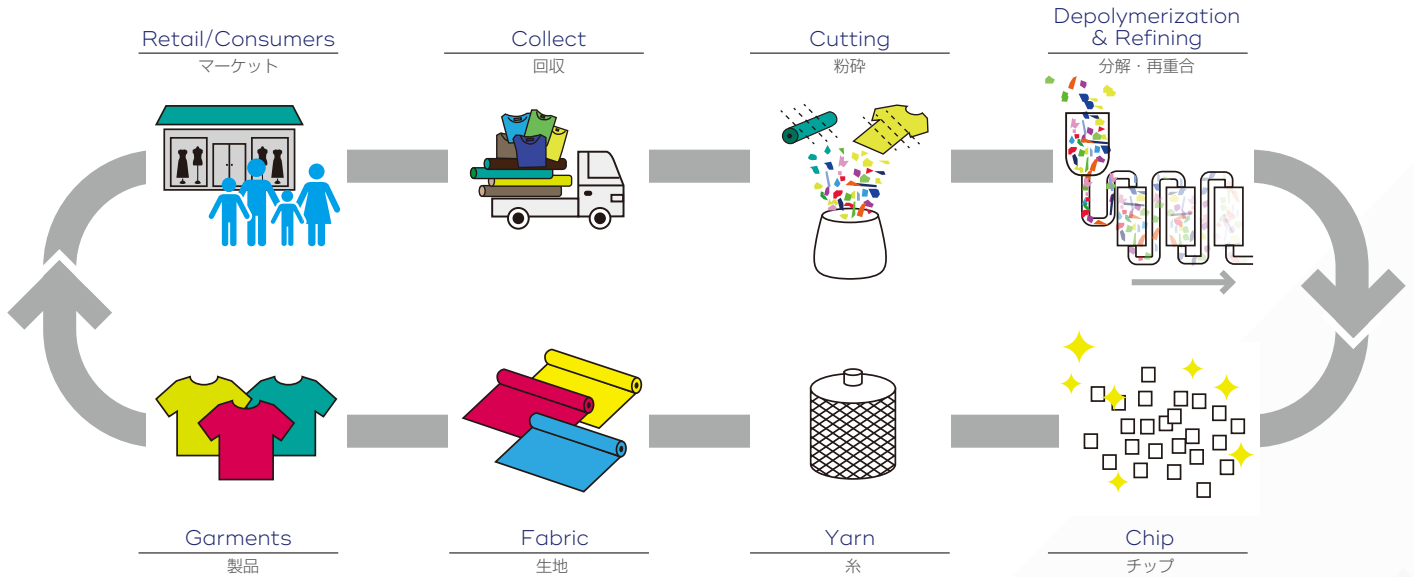 Retail/Consumers
マーケット
Collect
回収
Cutting
粉砕
Depolymerization
& Refining
分解・再重合
Garments
製品
Fabric
生地
Yarn
糸
Chip
チップ